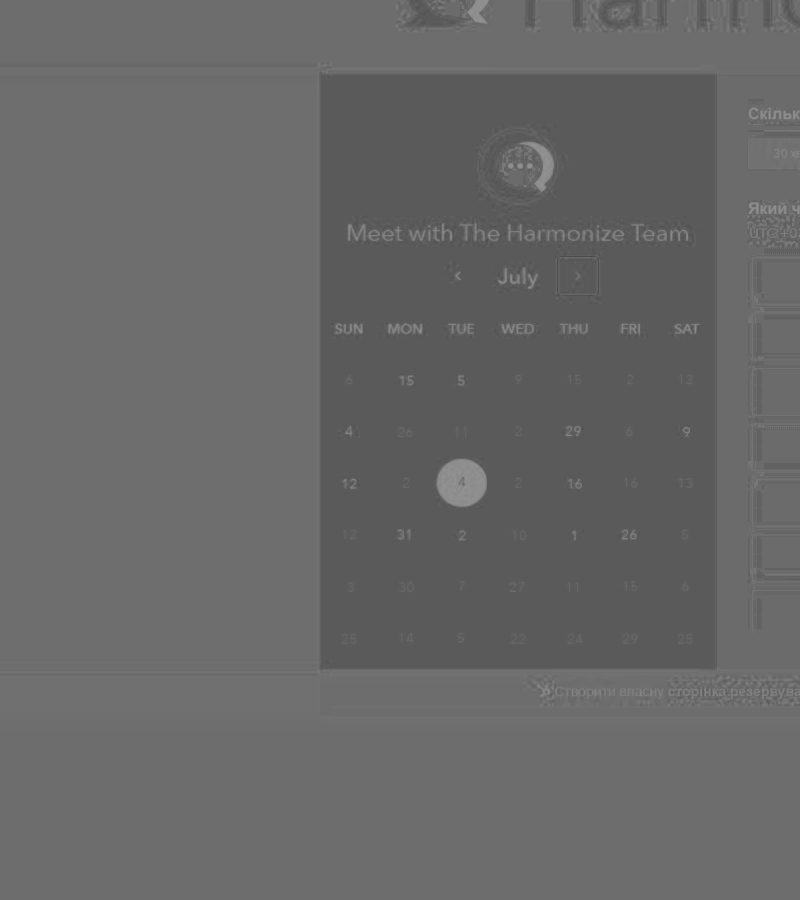 Harmo
Meet with The Harmonize Team
July
SUN MON TUE WED THU FRI SAT
6 15 5 9 15 2 12
4 26 11 2 29 6 9
12 2 4 2 16 16 13
12 31 2 10 1 26 5
3 30 7 27 11 15 6
25 14 5 22 24 29 25
Скільк
30 хв
Який ч
UTC +03
Створити власну сторінка резервува